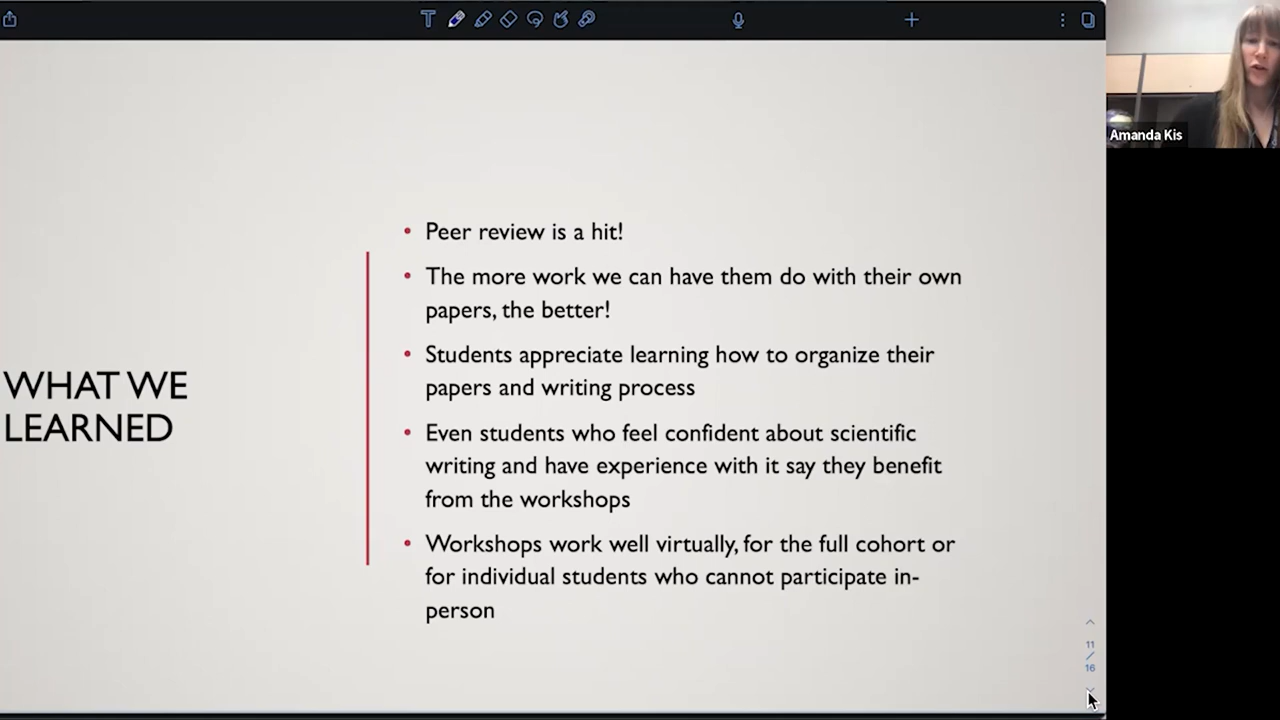 Amanda Kis
WHAT WE
LEARNED
• Peer review is a hit!
• The more work we can have them do with their own
papers, the better!
• Students appreciate learning how to organize their
papers and writing process
• Even students who feel confident about scientific
writing and have experience with it say they benefit
from the workshops
• Workshops work well virtually, for the full cohort or
for individual students who cannot participate in-
person
11
/
16